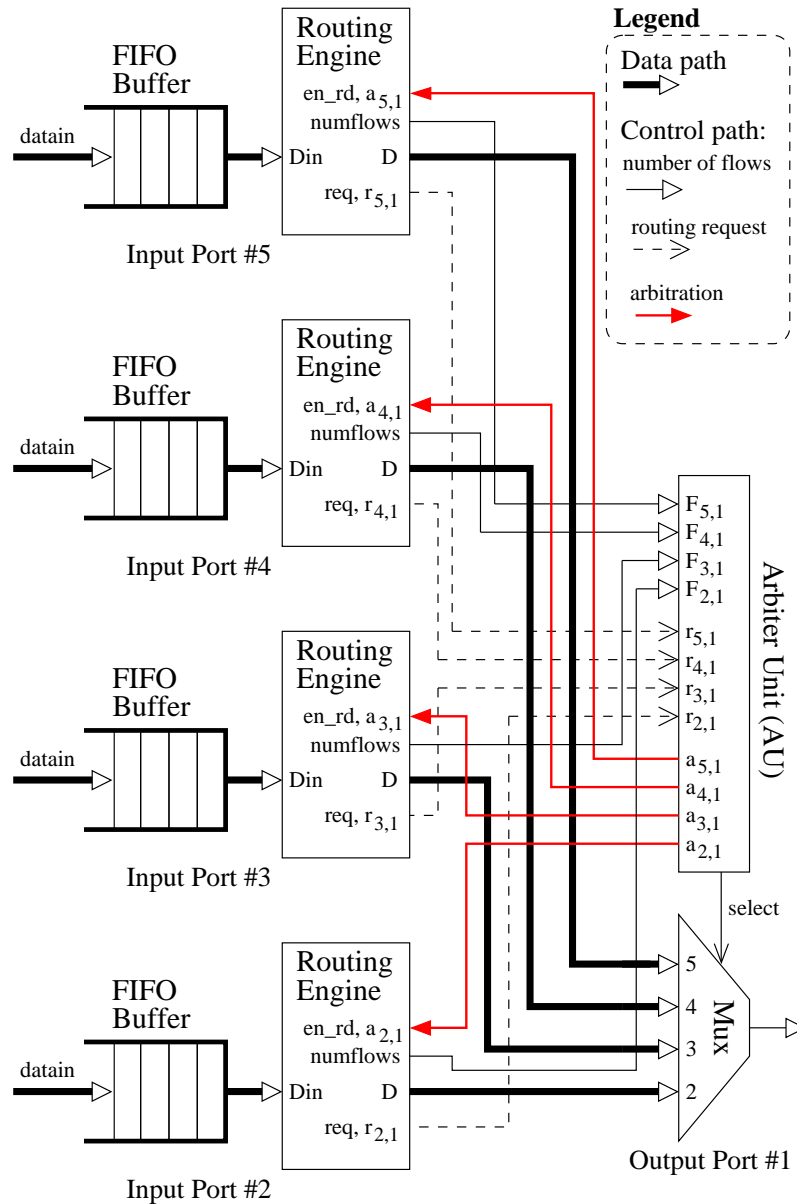 Legend
Data path
Control path:
number of flows
routing request
arbitration
FIFO
Buffer
datain
Routing
Engine
en_rd, a5,1
numflows
Din D
req, r5,1
Input Port #5
FIFO
Buffer
datain
Routing
Engine
en_rd, a4,1
numflows
Din D
req, r4,1
Input Port #4
FIFO
Buffer
datain
Routing
Engine
en_rd, a3,1
numflows
Din D
req, r3,1
Input Port #3
FIFO
Buffer
datain
Routing
Engine
en_rd, a2,1
numflows
Din D
req, r2,1
Input Port #2
F5,1
F4,1
F3,1
F2,1
r5,1
r4,1
r3,1
r2,1
a5,1
a4,1
a3,1
a2,1
Arbiter Unit (AU)
select
5
4
3
2
Mux
Output Port #1